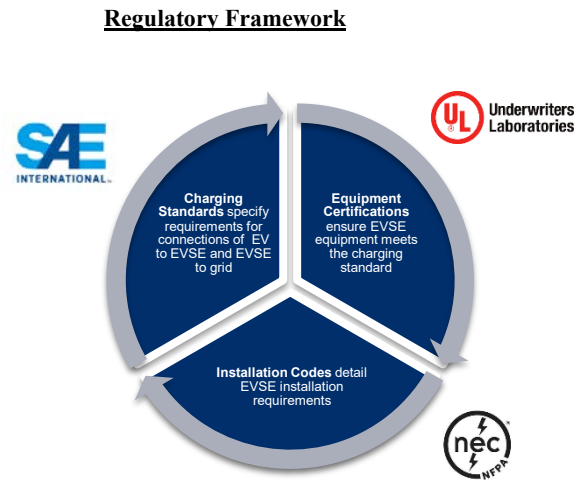 Regulatory Framework
SAE
INTERNATIONAL
UL
Underwriters
Laboratories
Charging
Standards specify
requirements for
connections of EV
to EVSE and EVSE
to grid
Equipment
Certifications
ensure EVSE
equipment meets
the charging
standard
Installation Codes detail
EVSE installation
requirements
nec
NFPA